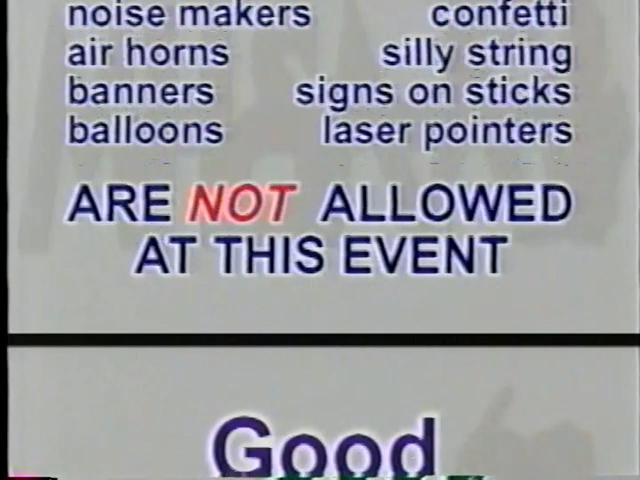 noise makers confetti
air horns silly string
banners signs on sticks
balloons laser pointers
ARE NOT ALLOWED
AT THIS EVENT
Good